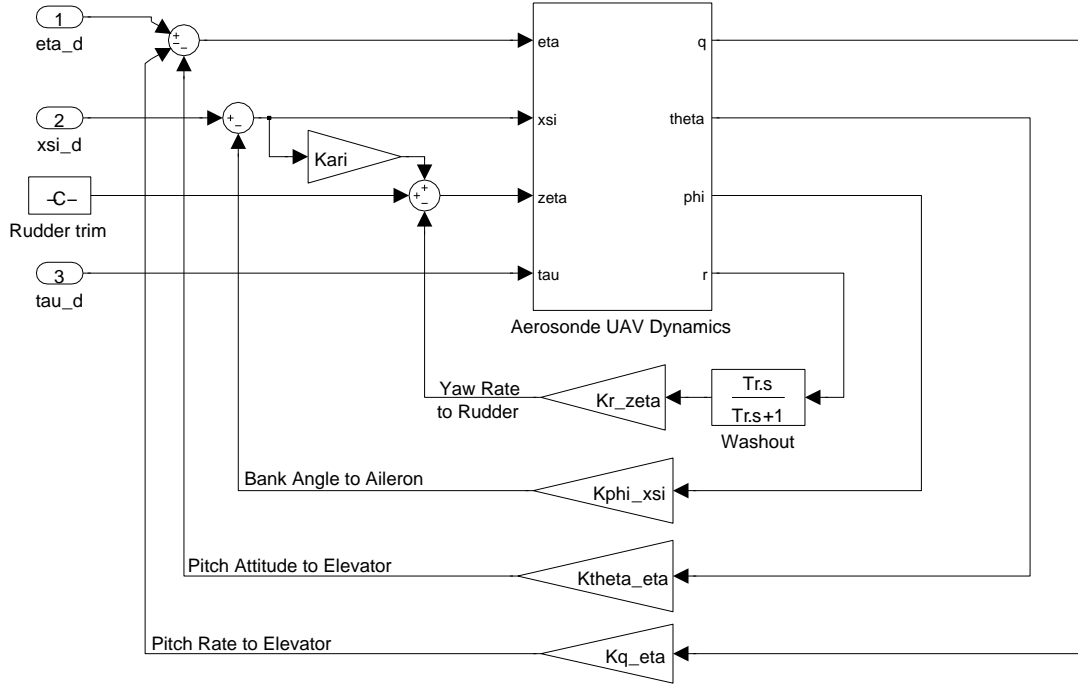 1
eta_d
+
−
−
eta
q
2
xsi_d
+
−
xsi
theta
Kari
-C-
Rudder trim
+
+
−
zeta
phi
3
tau_d
tau
r
Aerosonde UAV Dynamics
Yaw Rate
to Rudder
Kr_zeta
Tr.s
Tr.s+1
Washout
Bank Angle to Aileron
Kphi_xsi
Pitch Attitude to Elevator
Ktheta_eta
Pitch Rate to Elevator
Kq_eta